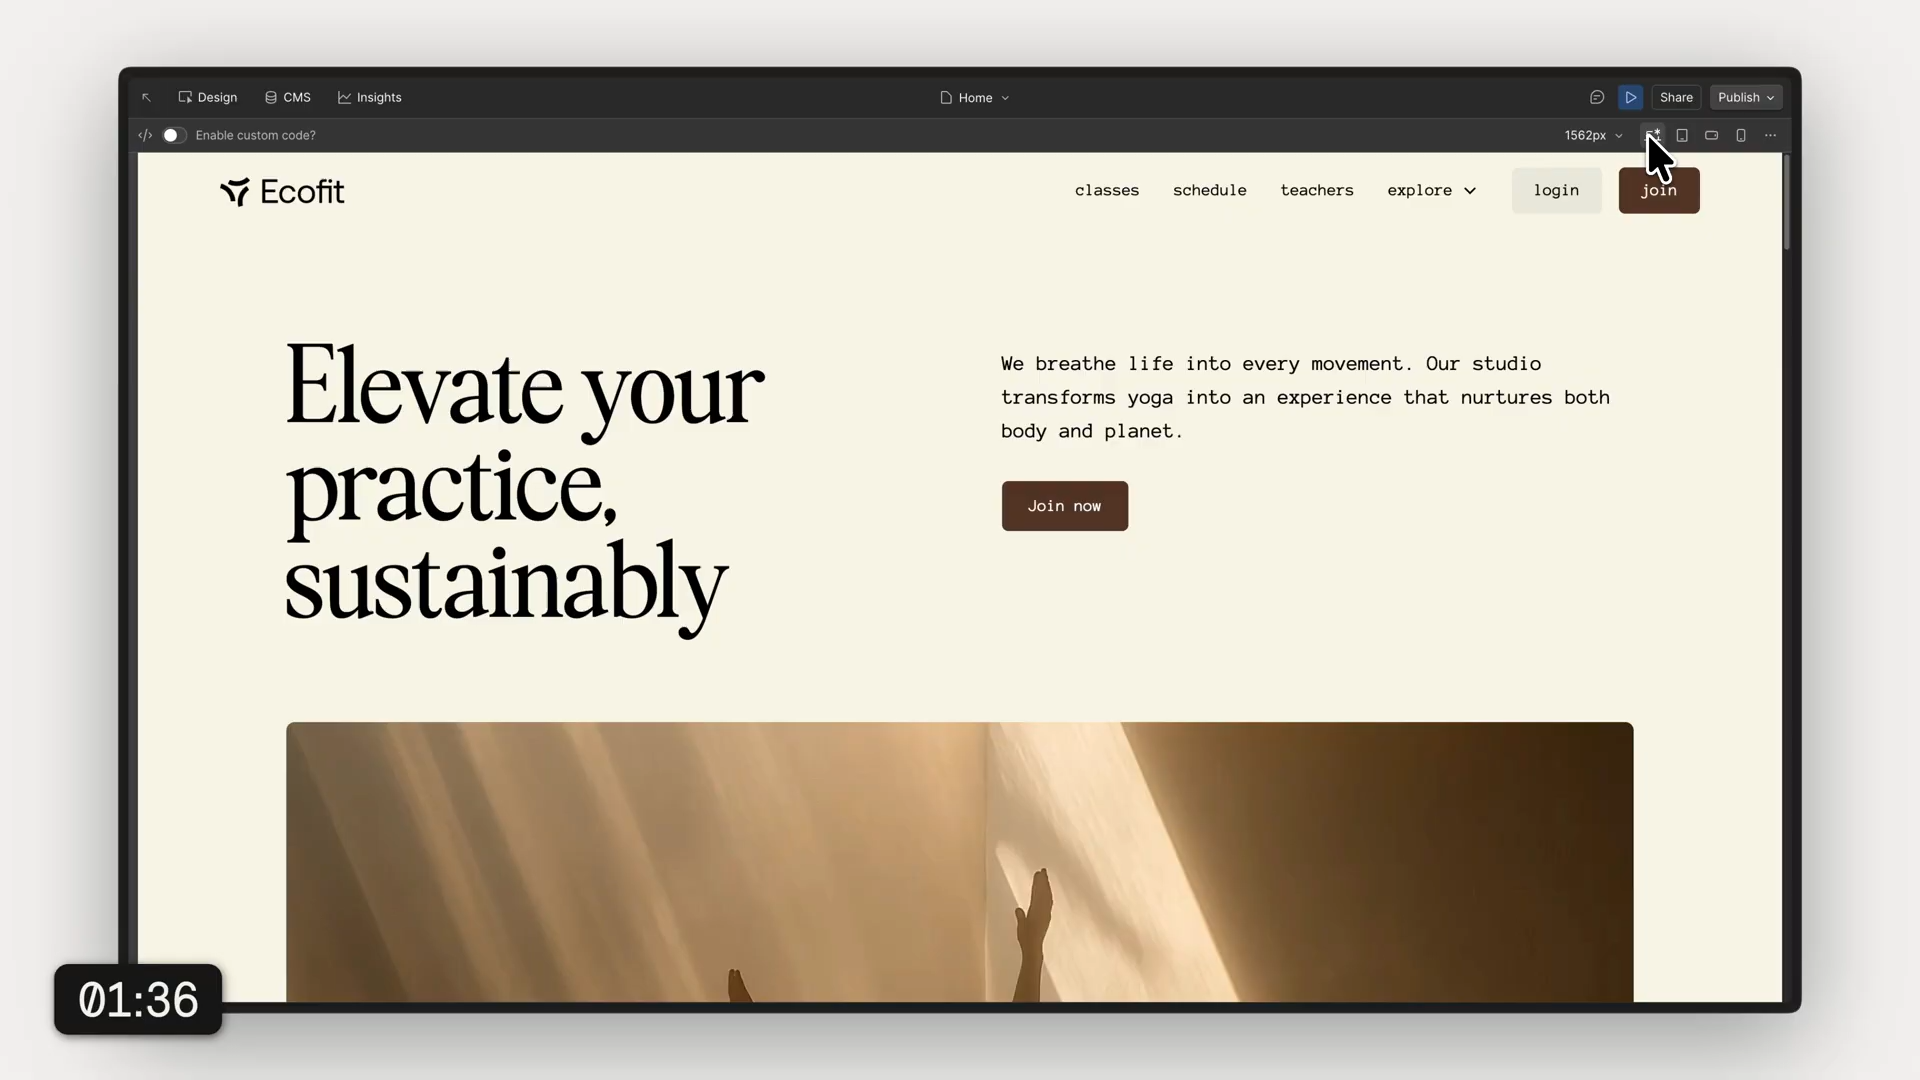 Design CMS Insights Home Share Publish
</> Enable custom code? 1562px
Ecofit classes schedule teachers explore login join
Elevate your
practice,
sustainably
We breathe life into every movement. Our studio
transforms yoga into an experience that nurtures both
body and planet.
Join now
01:36